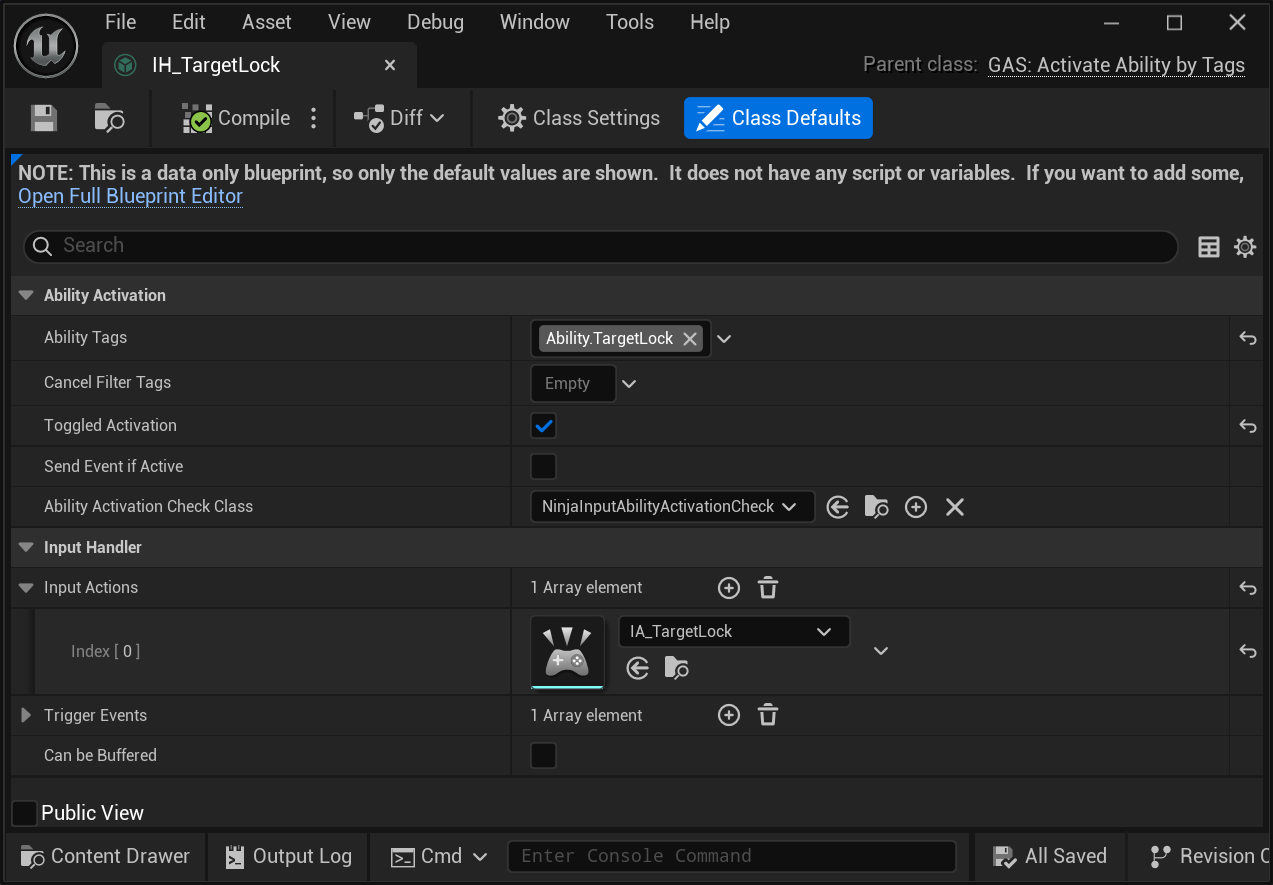 File Edit Asset View Debug Window Tools Help
IH_TargetLock
Parent class: GAS: Activate Ability by Tags
Compile Diff Class Settings Class Defaults
NOTE: This is a data only blueprint, so only the default values are shown.  It does not have any script or variables.  If you want to add some,
Open Full Blueprint Editor
Search
Ability Activation
Ability Tags Ability.TargetLock
Cancel Filter Tags Empty
Toggled Activation
Send Event if Active
Ability Activation Check Class NinjaInputAbilityActivationCheck
Input Handler
Input Actions 1 Array element
Index [ 0 ] IA_TargetLock
Trigger Events 1 Array element
Can be Buffered
Public View
Content Drawer Output Log Cmd Enter Console Command All Saved Revision C